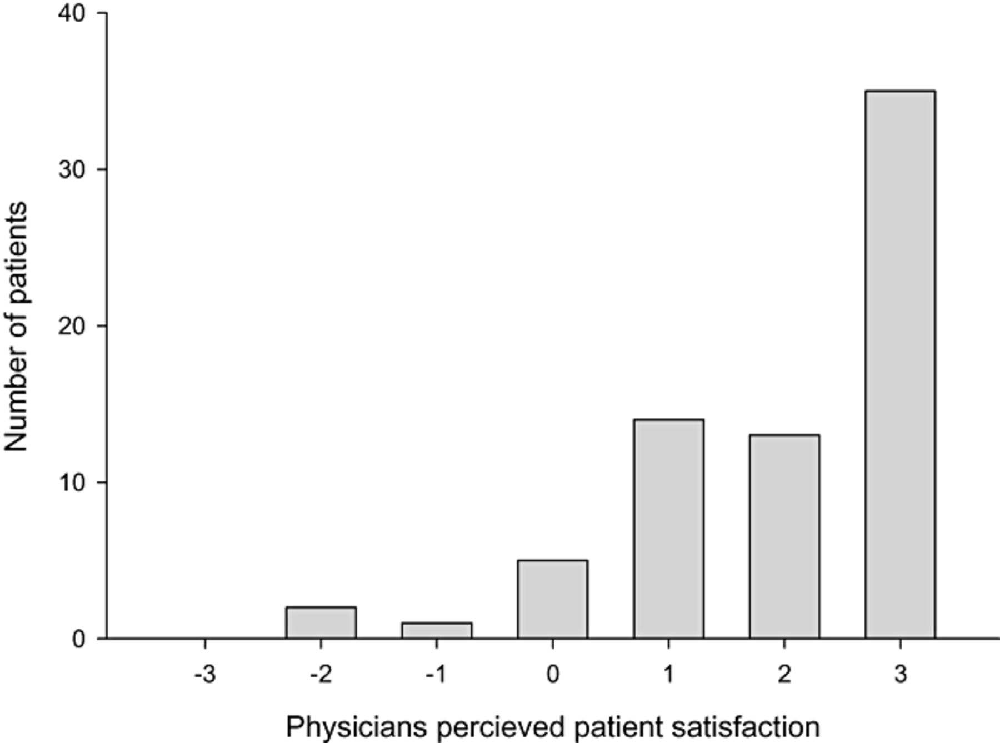 40
30
20
10
0
Number of patients
-3 -2 -1 0 1 2 3
Physicians percieved patient satisfaction